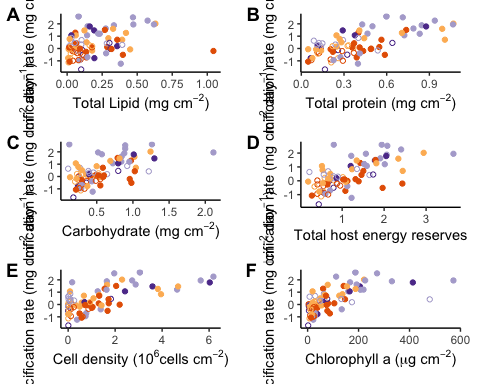 A
B
2
1
0
-1
0.00 0.25 0.50 0.75 1.00
Total Lipid (mg cm⁻²)
2
1
0
-1
0.0 0.3 0.6 0.9
Total protein (mg cm⁻²)
C
D
2
1
0
-1
0.5 1.0 1.5 2.0
Carbohydrate (mg cm⁻²)
2
1
0
-1
1 2 3
Total host energy reserves
E
F
2
1
0
-1
0 2 4 6
Cell density (10⁶cells cm⁻²)
2
1
0
-1
0 200 400 600
Chlorophyll a (μg cm⁻²)